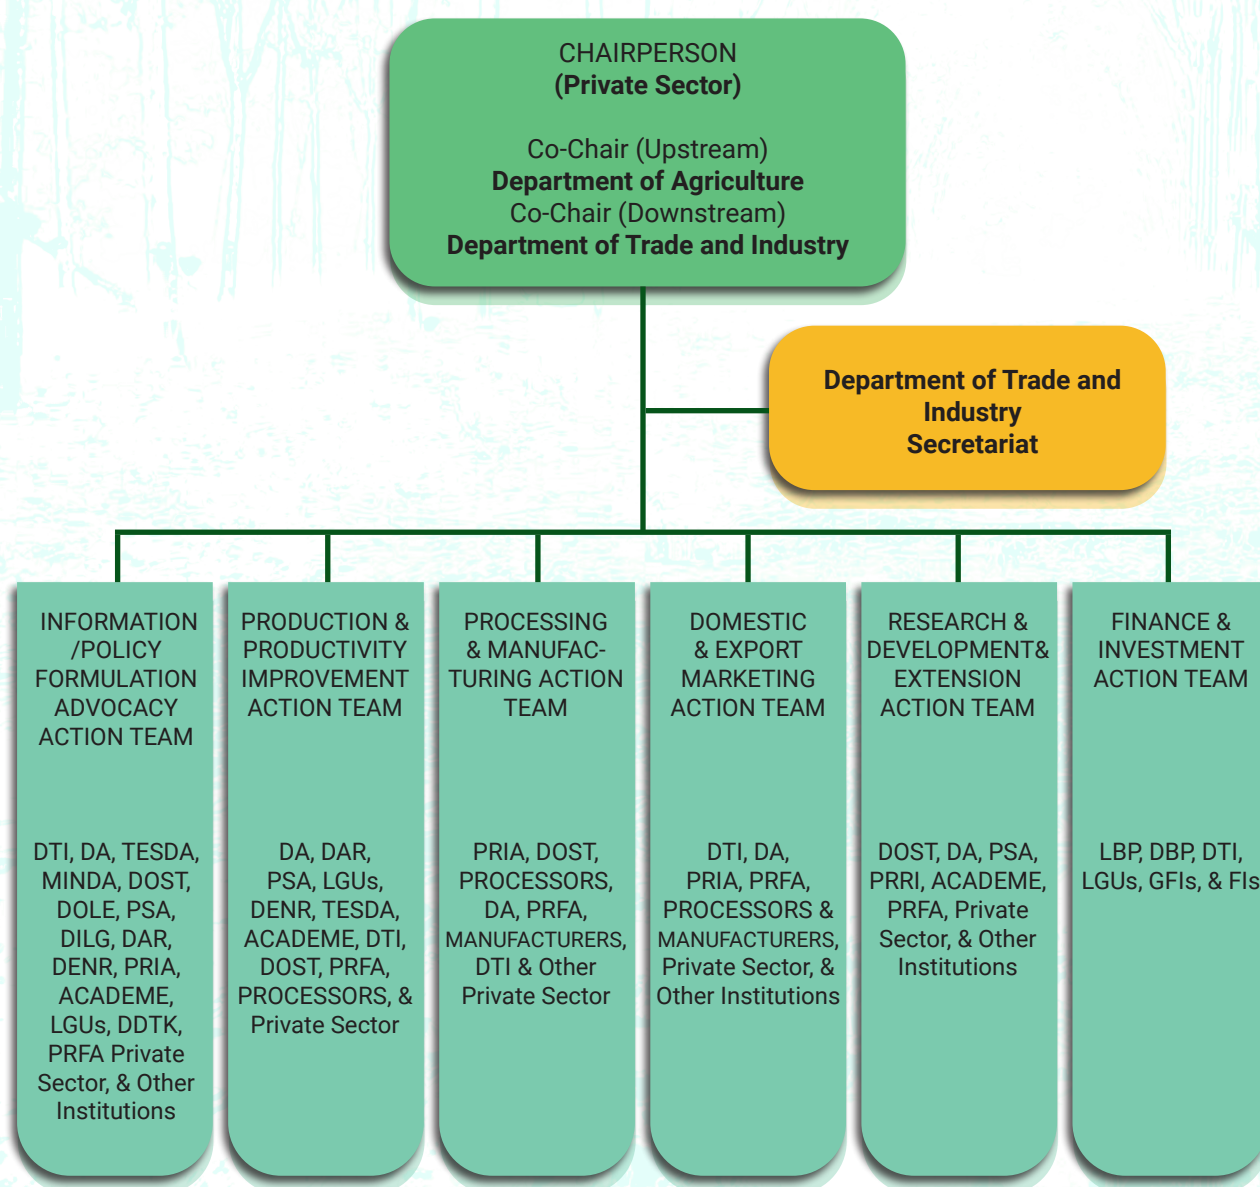 CHAIRPERSON
(Private Sector)
Co-Chair (Upstream)
Department of Agriculture
Co-Chair (Downstream)
Department of Trade and Industry
Department of Trade and
Industry
Secretariat
INFORMATION
/POLICY
FORMULATION
ADVOCACY
ACTION TEAM
DTI, DA, TESDA,
MINDA, DOST,
DOLE, PSA,
DILG, DAR,
DENR, PRIA,
ACADEME,
LGUs, DDTK,
PRFA Private
Sector, & Other
Institutions
PRODUCTION &
PRODUCTIVITY
IMPROVEMENT
ACTION TEAM
DA, DAR,
PSA, LGUs,
DENR, TESDA,
ACADEME, DTI,
DOST, PRFA,
PROCESSORS, &
Private Sector
PROCESSING
& MANUFAC-
TURING ACTION
TEAM
PRIA, DOST,
PROCESSORS,
DA, PRFA,
MANUFACTURERS,
DTI & Other
Private Sector
DOMESTIC
& EXPORT
MARKETING
ACTION TEAM
DTI, DA,
PRIA, PRFA,
PROCESSORS &
MANUFACTURERS,
Private Sector, &
Other Institutions
RESEARCH &
DEVELOPMENT&
EXTENSION
ACTION TEAM
DOST, DA, PSA,
PRRI, ACADEME,
PRFA, Private
Sector, & Other
Institutions
FINANCE &
INVESTMENT
ACTION TEAM
LBP, DBP, DTI,
LGUs, GFIs, & FIs